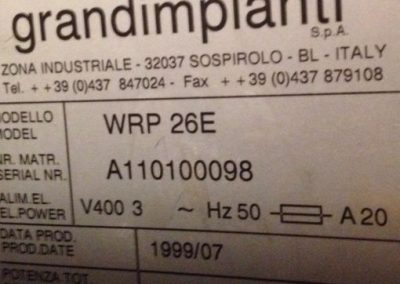 grandimpianti
S.p.A.
ZONA INDUSTRIALE - 32037 SOSPIROLO - BL - ITALY
Tel. ++39 (0)437 847024 - Fax ++39 (0)437 879108
MODELLO
MODEL
WRP 26E
NR. MATR.
SERIAL NR.
A110100098
ALIM.EL.
EL.POWER
V400 3 ~ Hz 50 A 20
DATA PROD.
PROD.DATE
1999/07
POTENZA TOT.